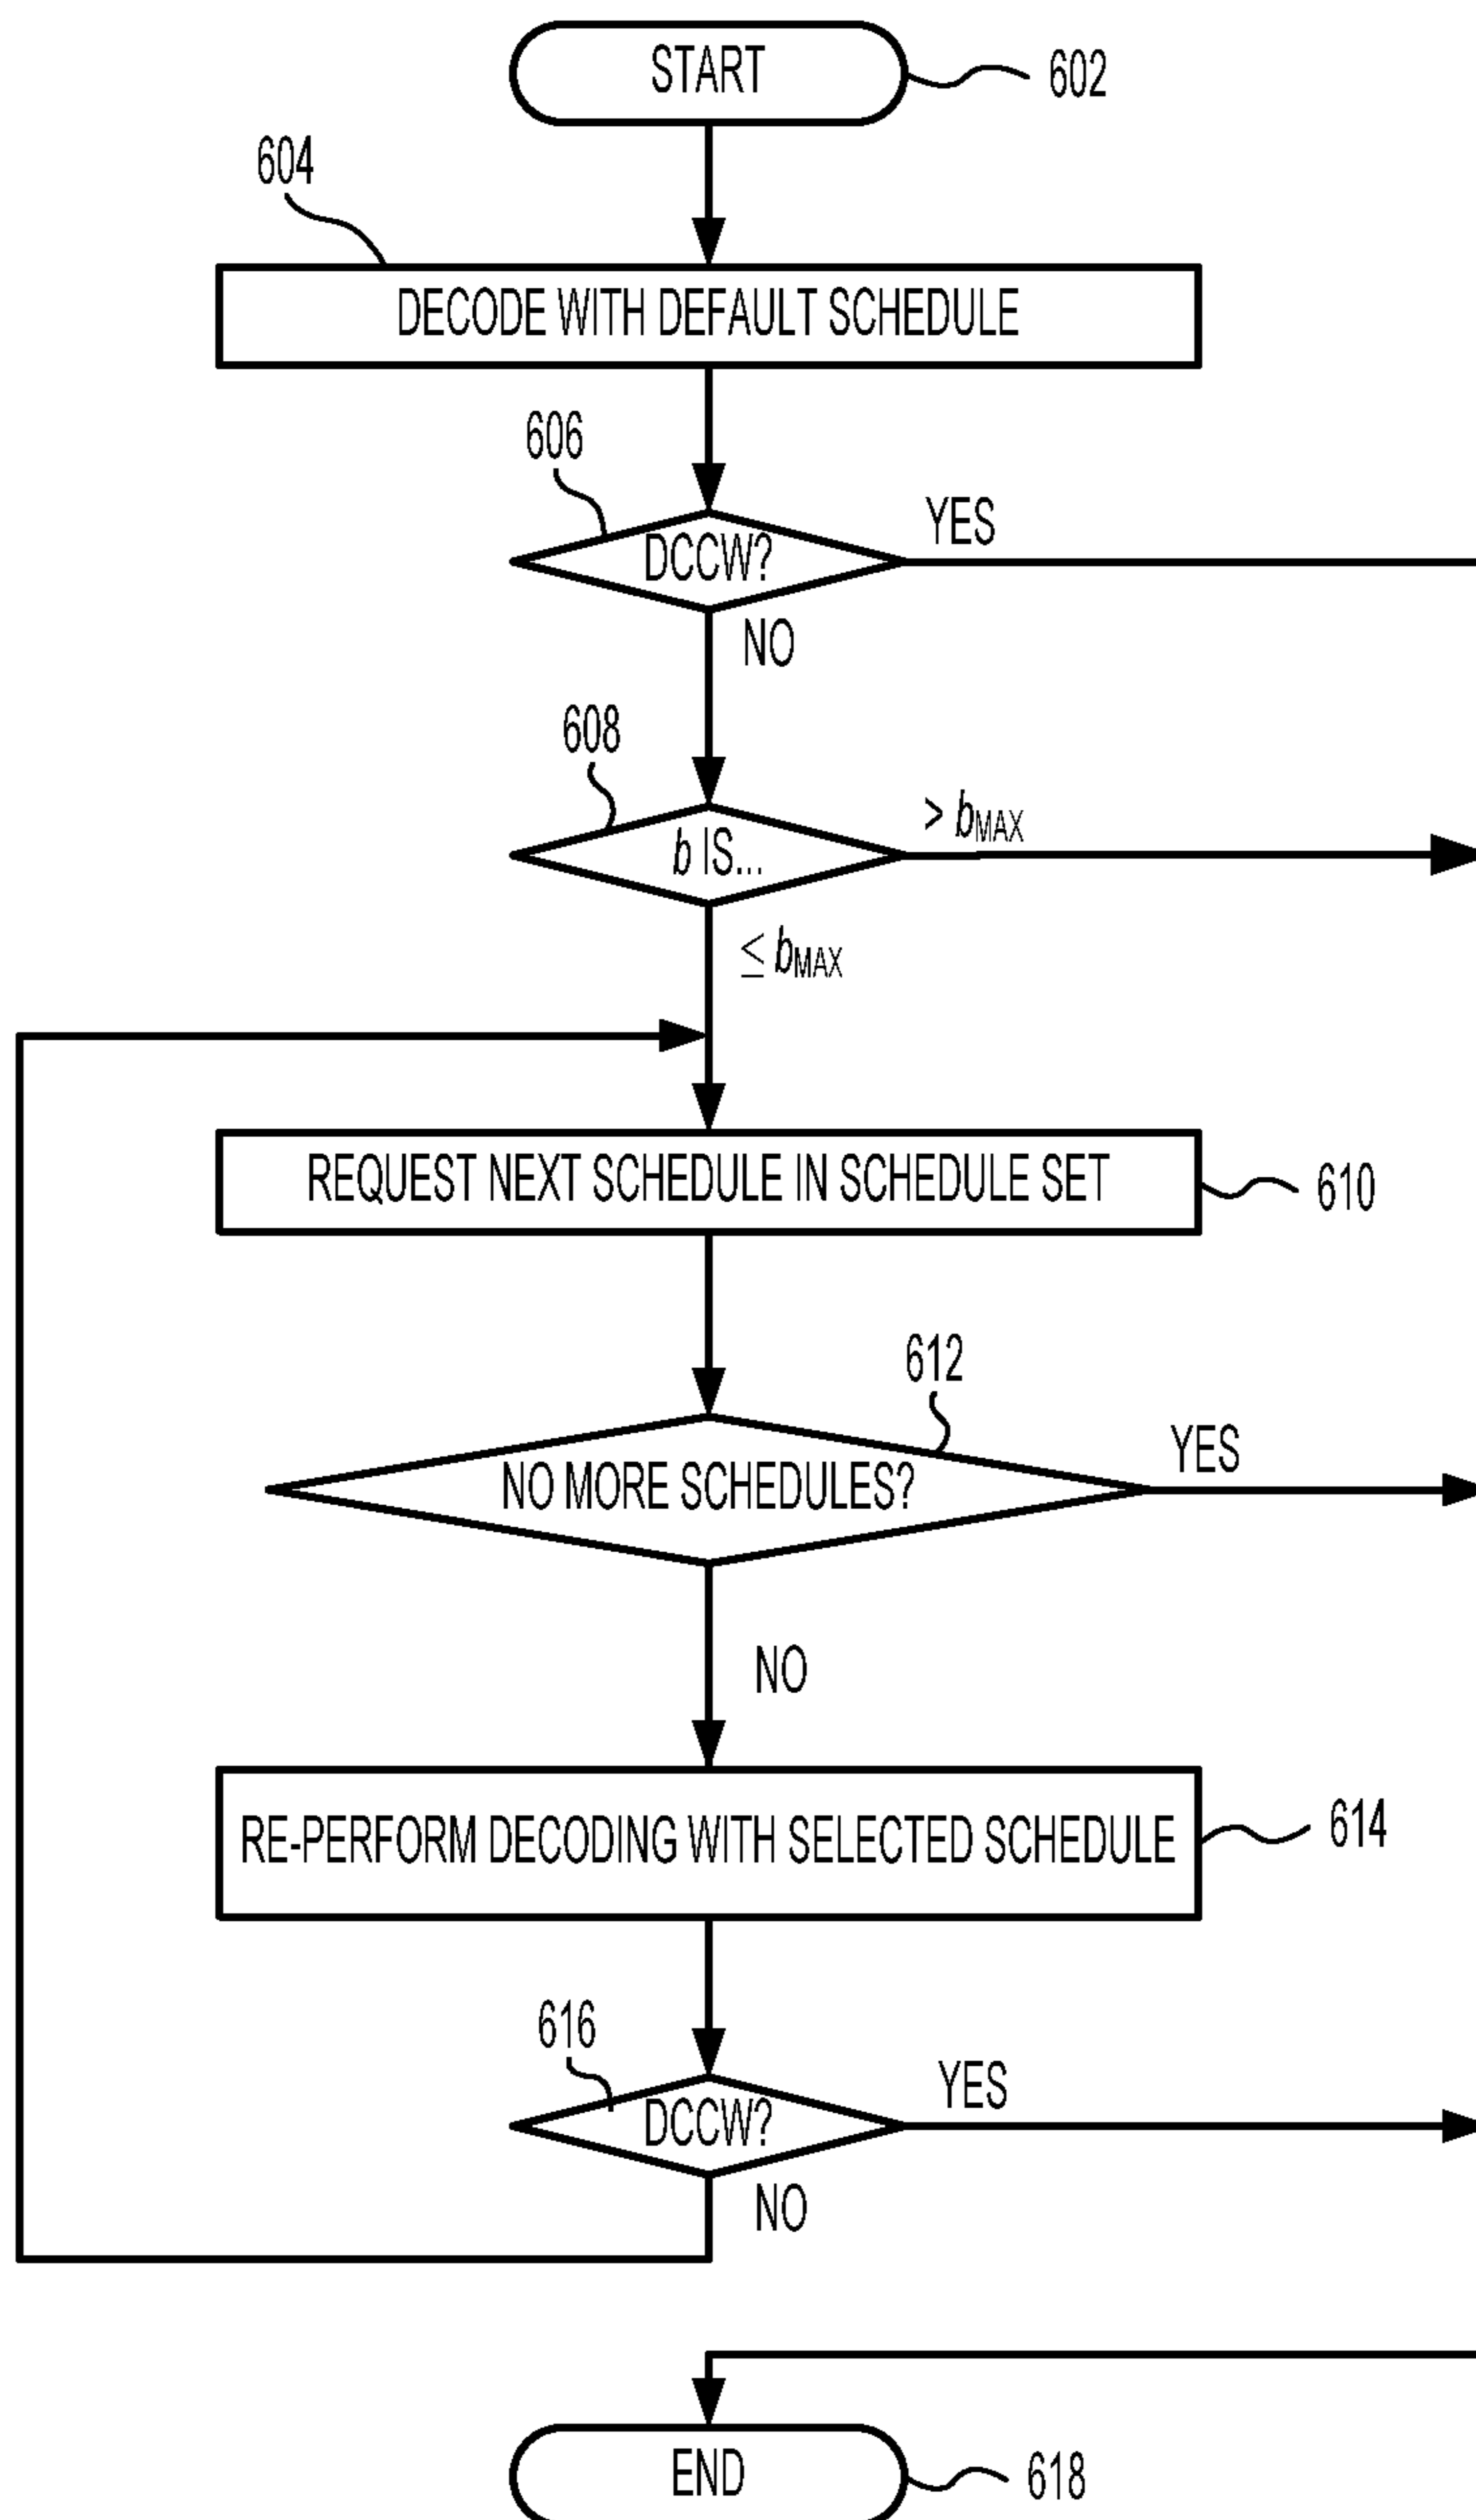 START
602
604
DECODE WITH DEFAULT SCHEDULE
606
DCCW?
YES
NO
608
b IS...
> bMAX
≤ bMAX
REQUEST NEXT SCHEDULE IN SCHEDULE SET
610
612
NO MORE SCHEDULES?
YES
NO
RE-PERFORM DECODING WITH SELECTED SCHEDULE
614
616
DCCW?
YES
NO
END
618